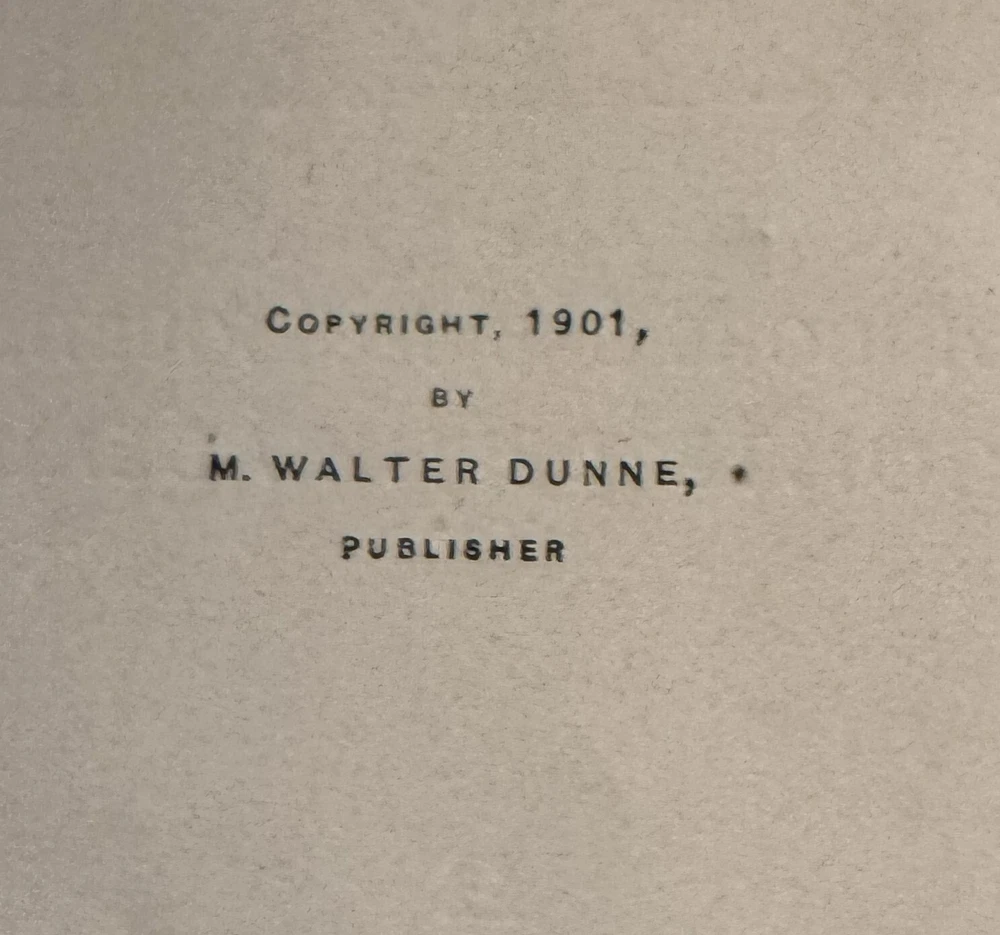 COPYRIGHT, 1901,
BY
M. WALTER DUNNE,
PUBLISHER